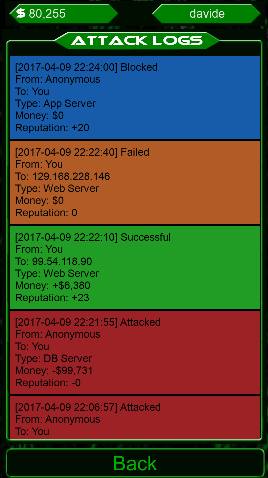 $ 80,255
davide
ATTACK LOGS
[2017-04-09 22:24:00] Blocked
From: Anonymous
To: You
Type: App Server
Money: $0
Reputation: +20
[2017-04-09 22:22:40] Failed
From: You
To: 129.168.228.146
Type: Web Server
Money: $0
Reputation: 0
[2017-04-09 22:22:10] Successful
From: You
To: 99.54.118.90
Type: Web Server
Money: +$6,380
Reputation: +23
[2017-04-09 22:21:55] Attacked
From: Anonymous
To: You
Type: DB Server
Money: -$99,731
Reputation: -0
[2017-04-09 22:06:57] Attacked
From: Anonymous
To: You
Back